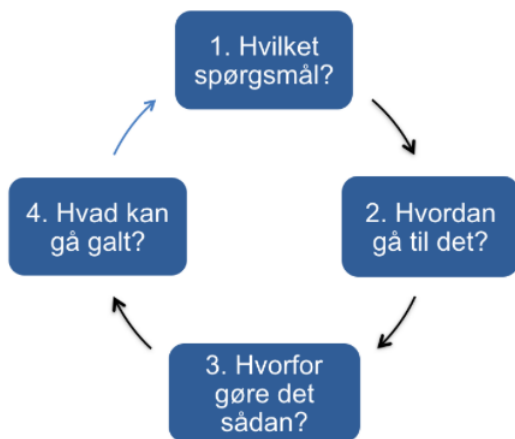 1. Hvilket
spørgsmål?
2. Hvordan
gå til det?
3. Hvorfor
gøre det
sådan?
4. Hvad kan
gå galt?